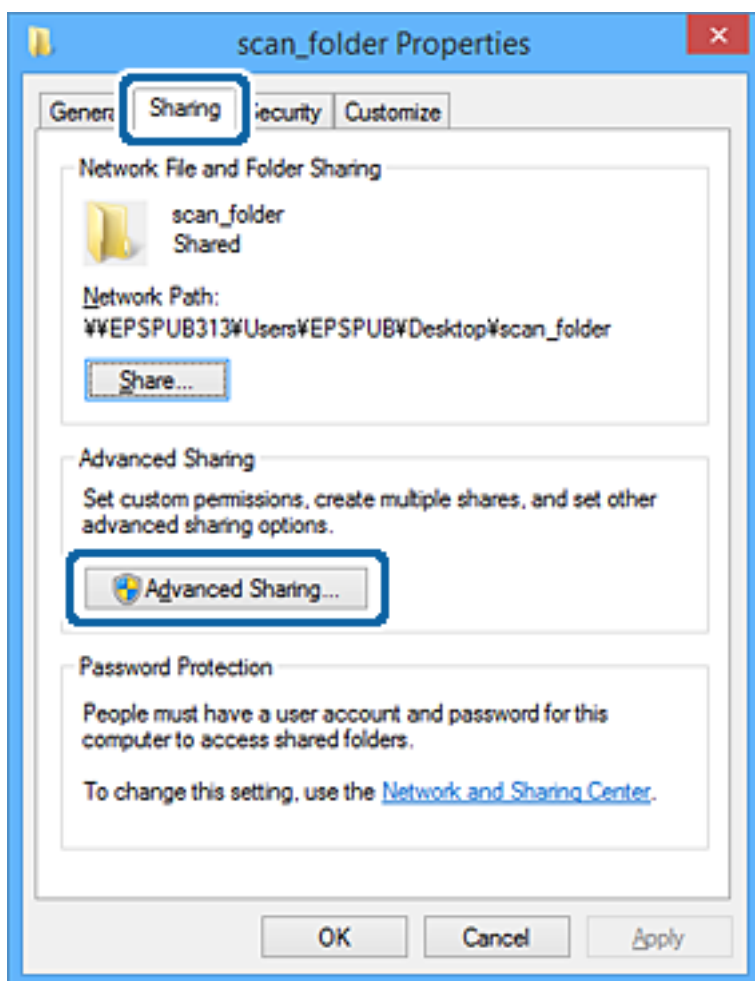 scan_folder Properties
General Sharing Security Customize
Network File and Folder Sharing
scan_folder
Shared
Network Path:
¥¥EPSPUB313¥Users¥EPSPUB¥Desktop¥scan_folder
Share...
Advanced Sharing
Set custom permissions, create multiple shares, and set other
advanced sharing options.
Advanced Sharing...
Password Protection
People must have a user account and password for this
computer to access shared folders.
To change this setting, use the Network and Sharing Center.
OK Cancel Apply